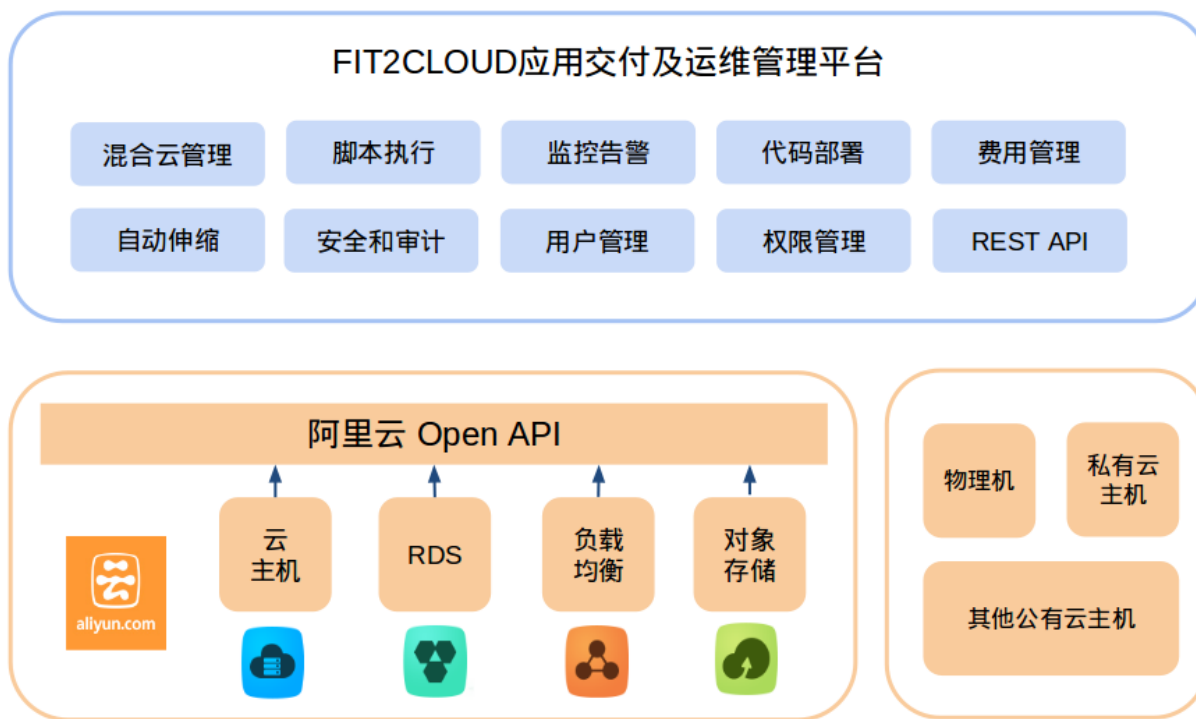 FIT2CLOUD应用交付及运维管理平台
混合云管理
脚本执行
监控告警
代码部署
费用管理
自动伸缩
安全和审计
用户管理
权限管理
REST API
阿里云 Open API
云
主机
RDS
负载
均衡
对象
存储
云
aliyun.com
物理机
私有云
主机
其他公有云主机